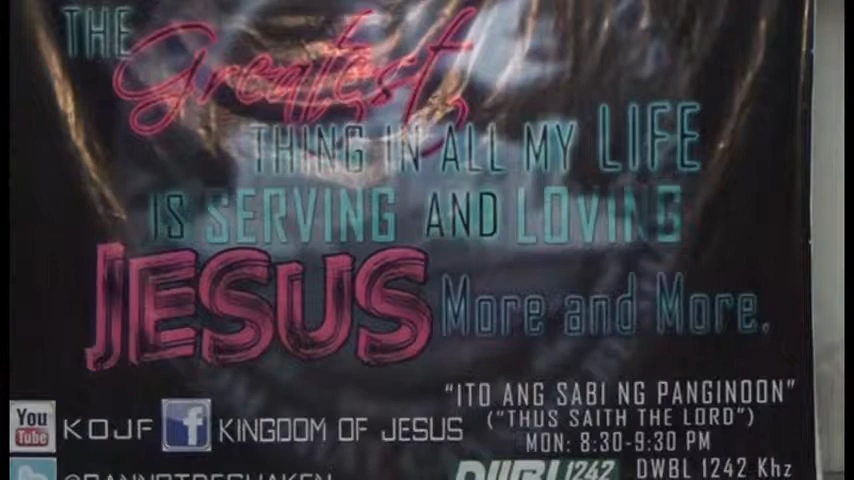 THE Greatest
THING IN ALL MY LIFE
IS SERVING AND LOVING
JESUS More and More.
"ITO ANG SABI NG PANGINOON"
("THUS SAITH THE LORD")
MON: 8:30-9:30 PM
You Tube KOJF f KINGDOM OF JESUS
DWBL 1242 DWBL 1242 Khz